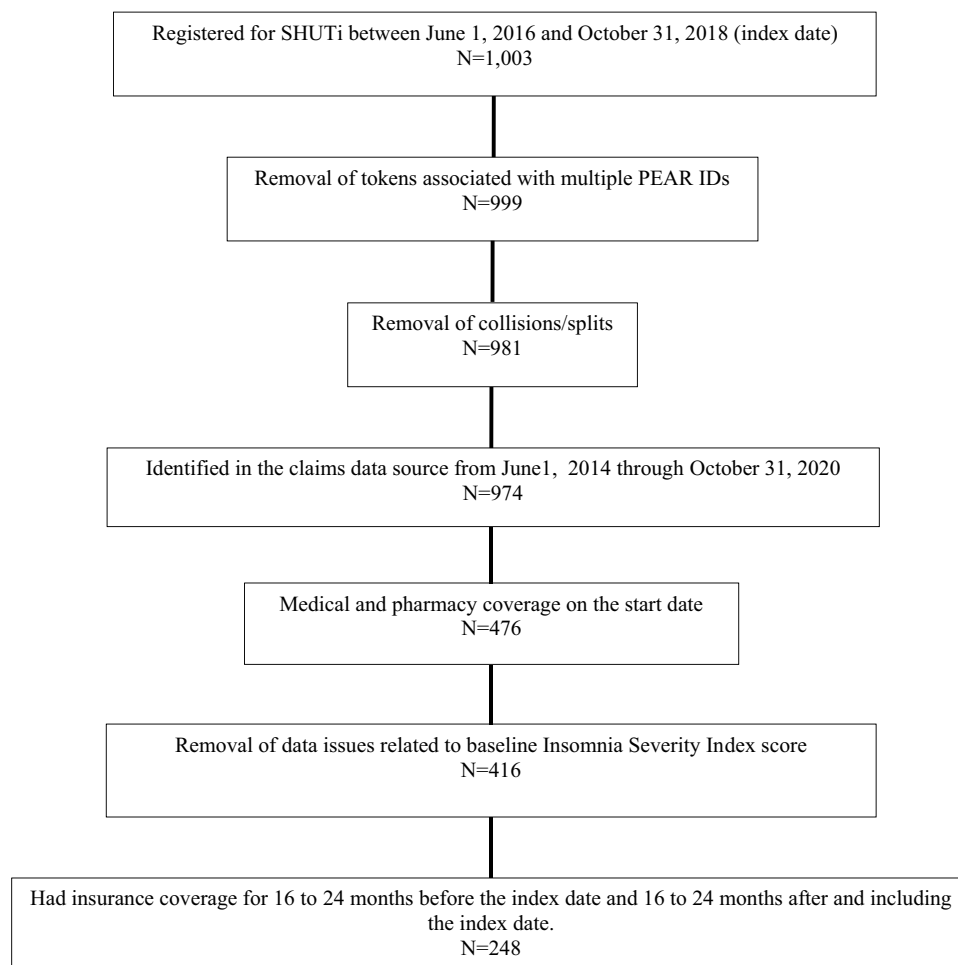 Registered for SHUTi between June 1, 2016 and October 31, 2018 (index date)
N=1,003
Removal of tokens associated with multiple PEAR IDs
N=999
Removal of collisions/splits
N=981
Identified in the claims data source from June1, 2014 through October 31, 2020
N=974
Medical and pharmacy coverage on the start date
N=476
Removal of data issues related to baseline Insomnia Severity Index score
N=416
Had insurance coverage for 16 to 24 months before the index date and 16 to 24 months after and including
the index date.
N=248